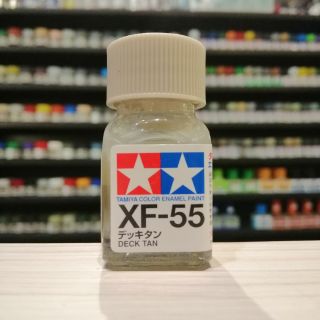 TAMIYA COLOR ENAMEL PAINT
XF-55
デッキタン
DECK TAN